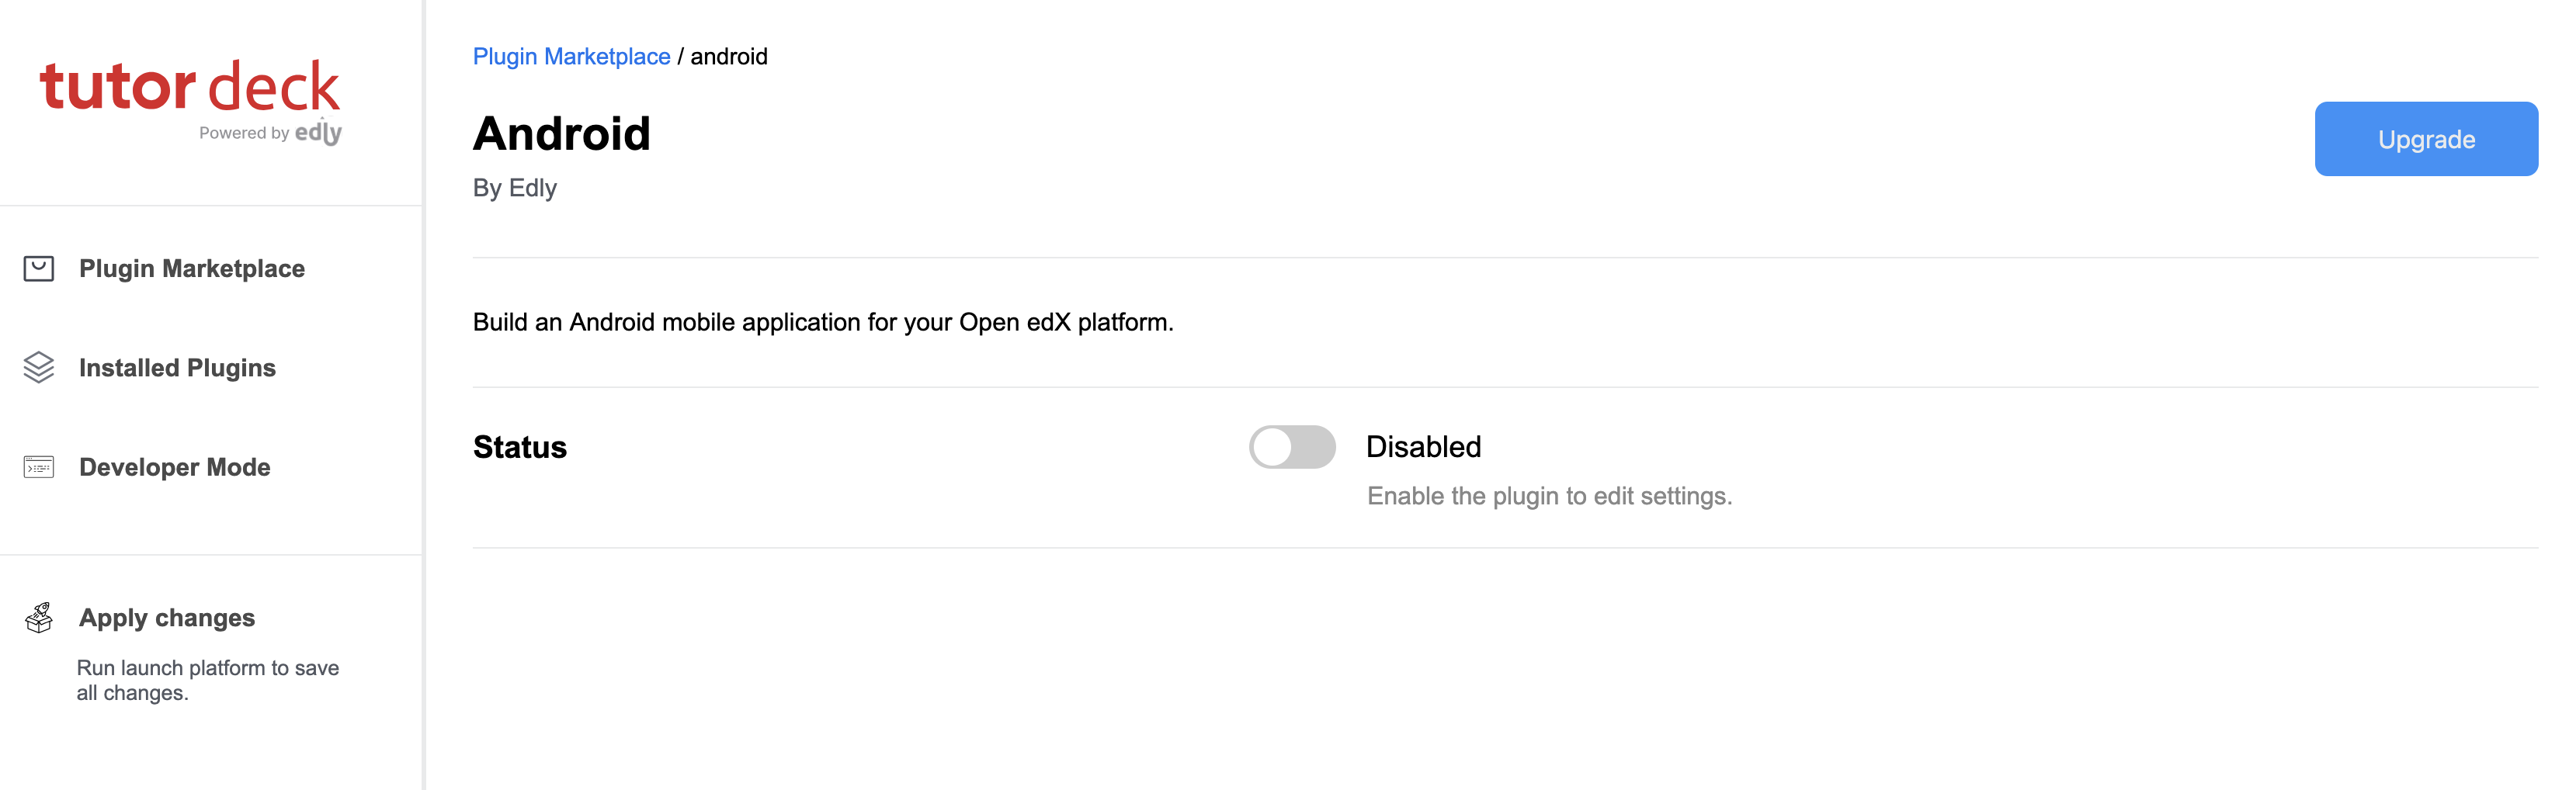 tutor deck
Powered by edly
Plugin Marketplace
Installed Plugins
Developer Mode
Apply changes
Run launch platform to save
all changes.
Plugin Marketplace / android
Android
Upgrade
By Edly
Build an Android mobile application for your Open edX platform.
Status
Disabled
Enable the plugin to edit settings.